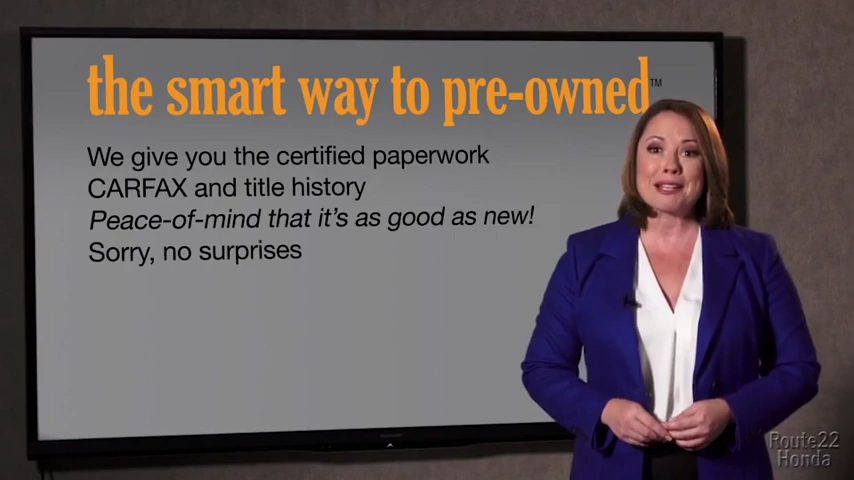 the smart way to pre-owned™
We give you the certified paperwork
CARFAX and title history
Peace-of-mind that it's as good as new!
Sorry, no surprises
Route22
Honda